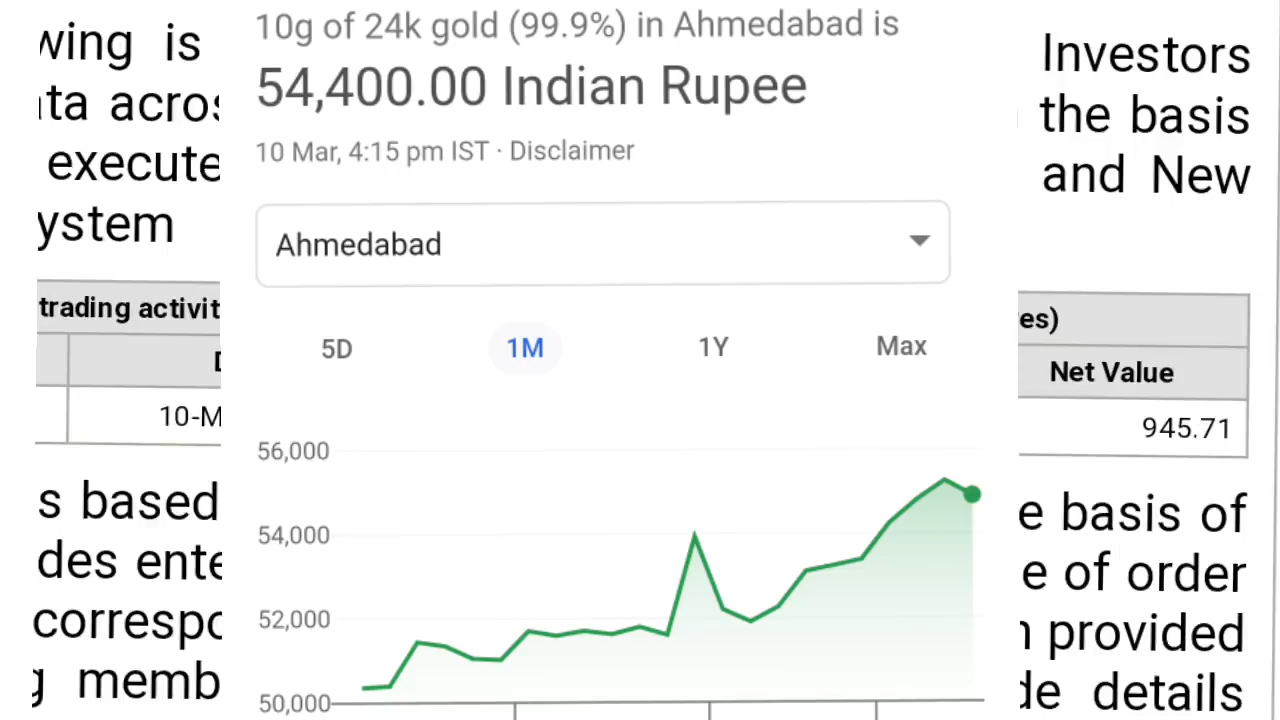 wing is
ta across
execute
ystem
trading activit
10-M
s based
des ente
correspo
g memb
10g of 24k gold (99.9%) in Ahmedabad is
54,400.00 Indian Rupee
10 Mar, 4:15 pm IST · Disclaimer
Ahmedabad
5D 1M 1Y Max
56,000
54,000
52,000
50,000
Investors
the basis
and New
es)
Net Value
945.71
e basis of
e of order
provided
de details